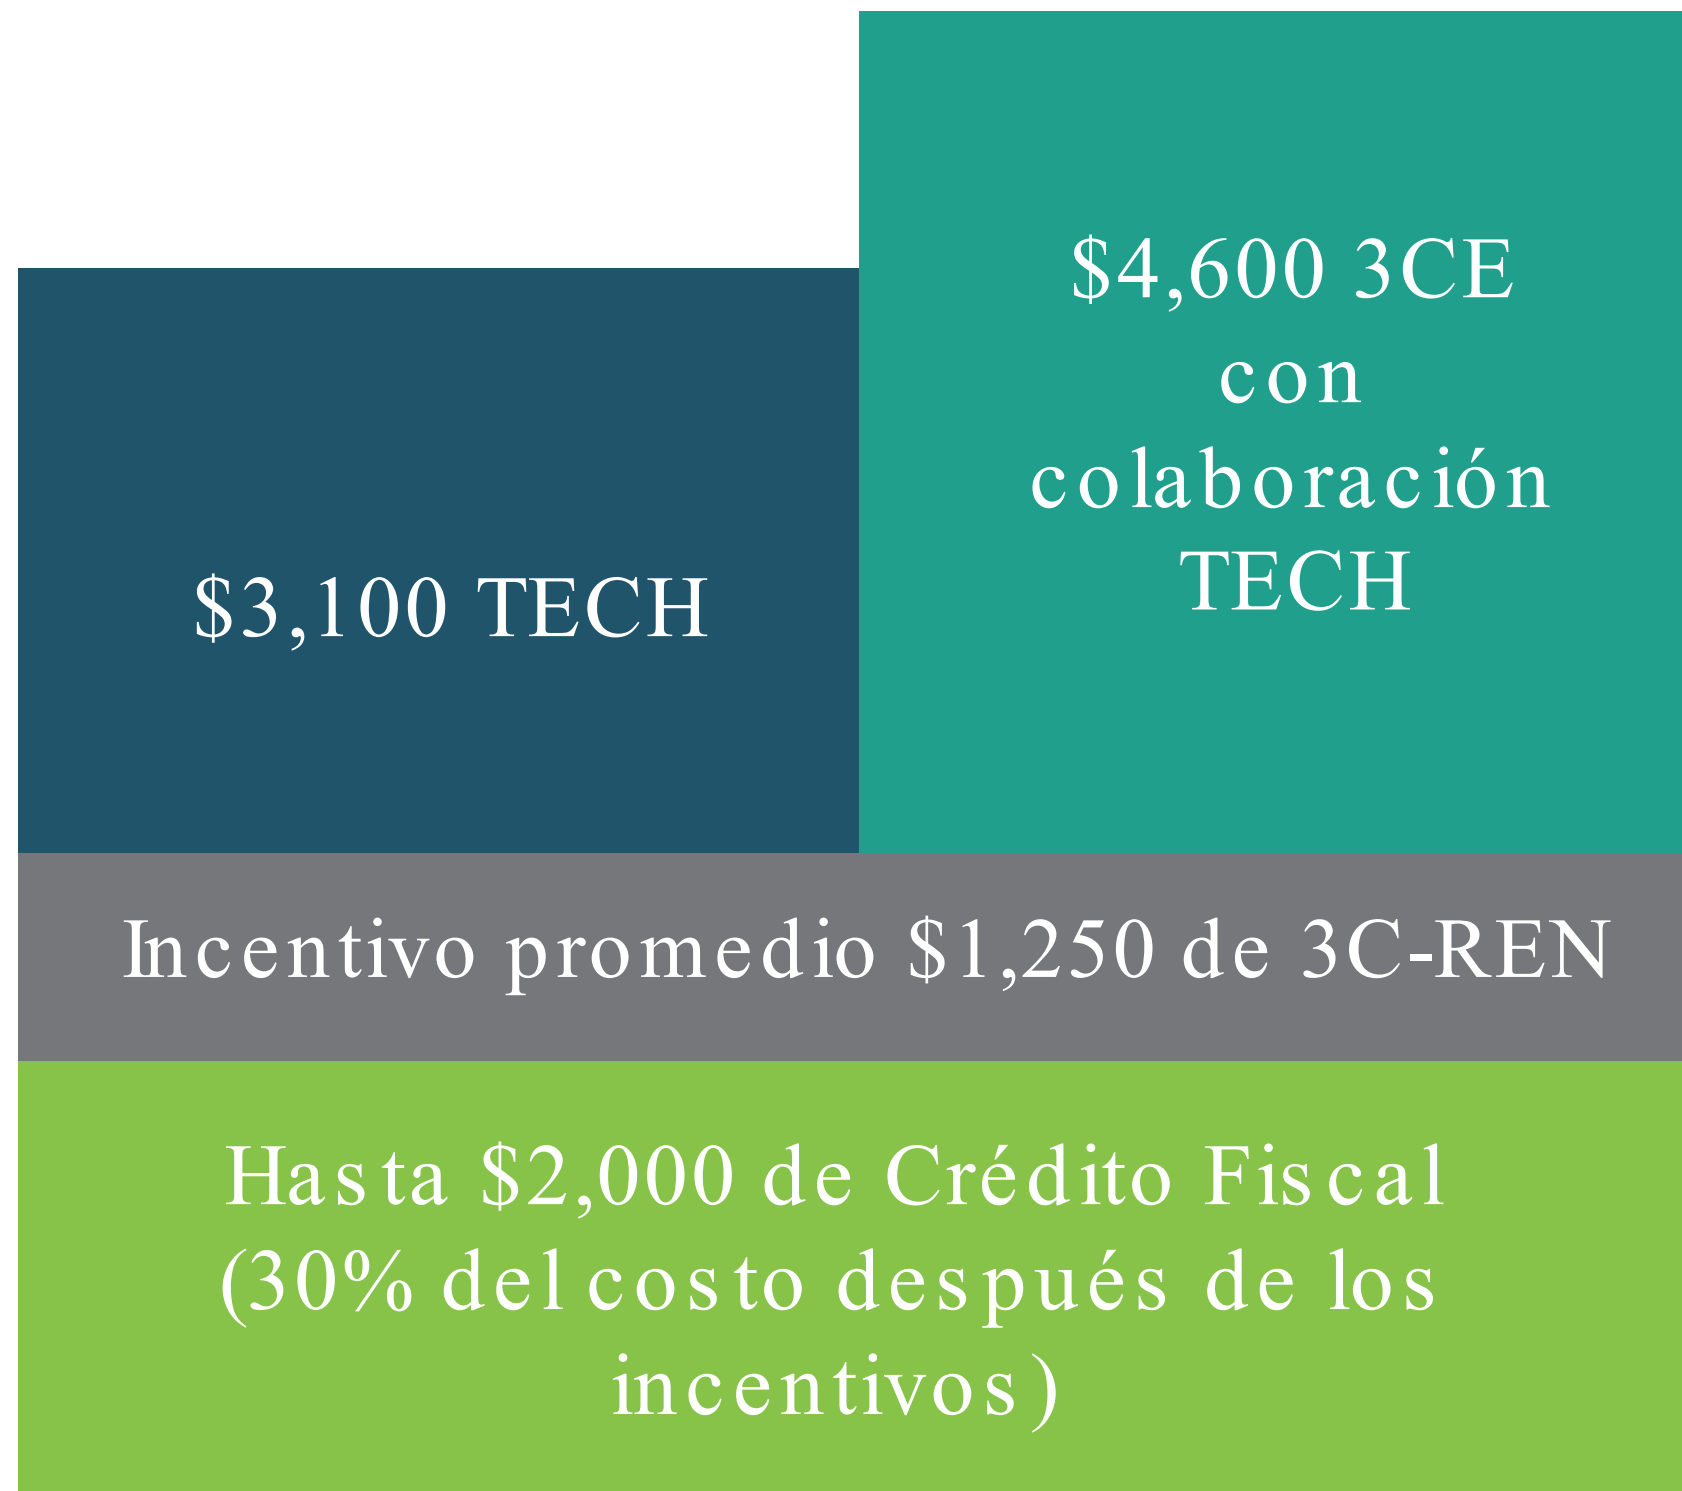 $4,600 3CE
con
colaboración
TECH
$3,100 TECH
Incentivo promedio $1,250 de 3C-REN
Hasta $2,000 de Crédito Fiscal
(30% del costo después de los
incentivos)